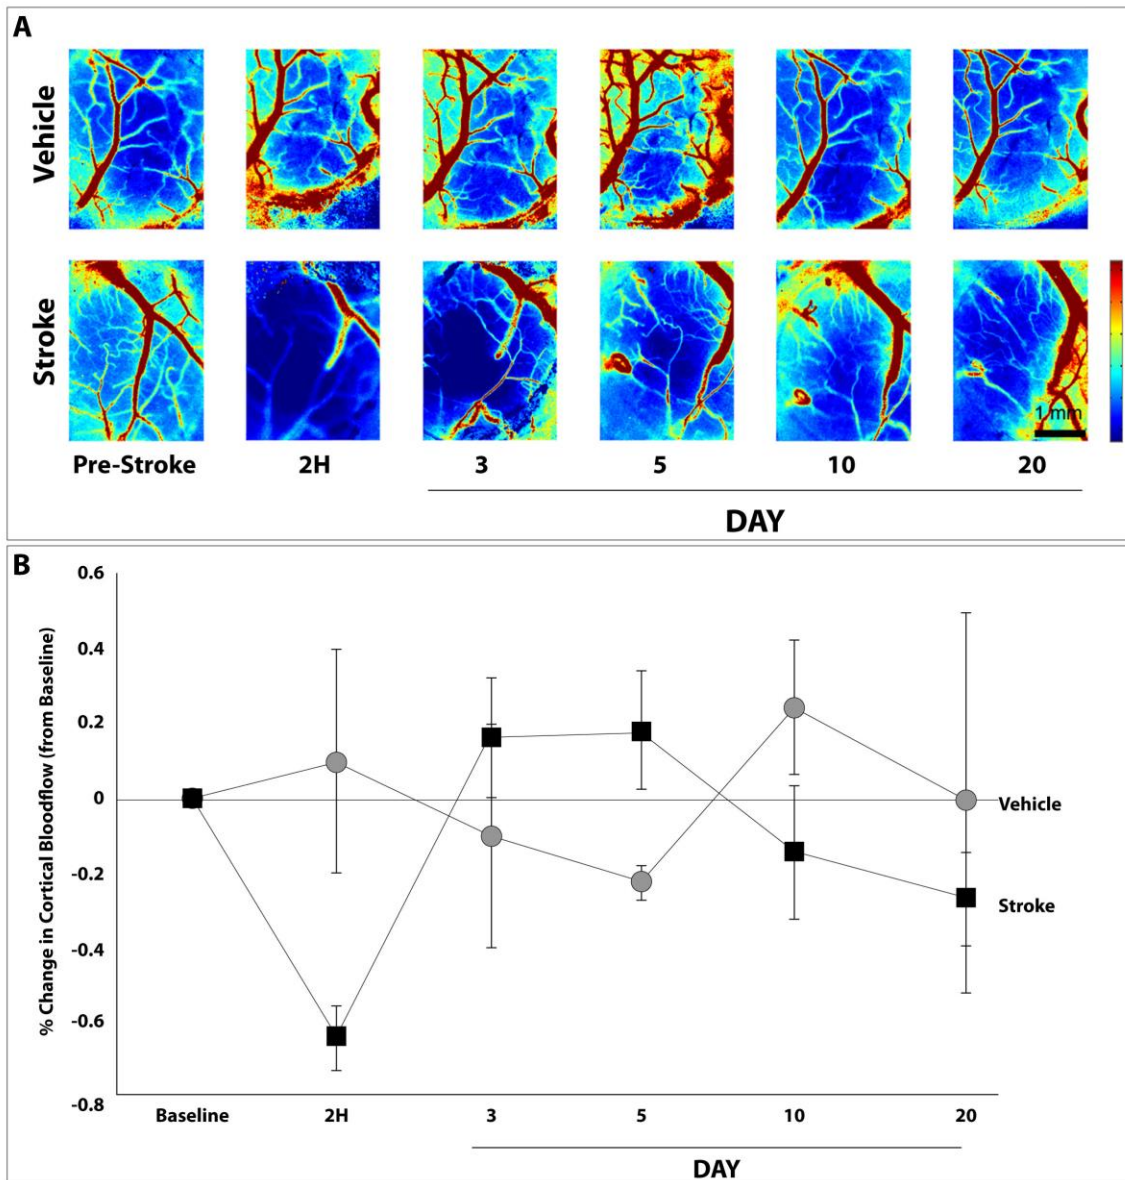 A
Vehicle
Stroke
1 mm
Pre-Stroke 2H 3 5 10 20
DAY
B
% Change in Cortical Bloodflow (from Baseline)
0.6
0.4
0.2
0
-0.2
-0.4
-0.6
-0.8
Vehicle
Stroke
Baseline 2H 3 5 10 20
DAY